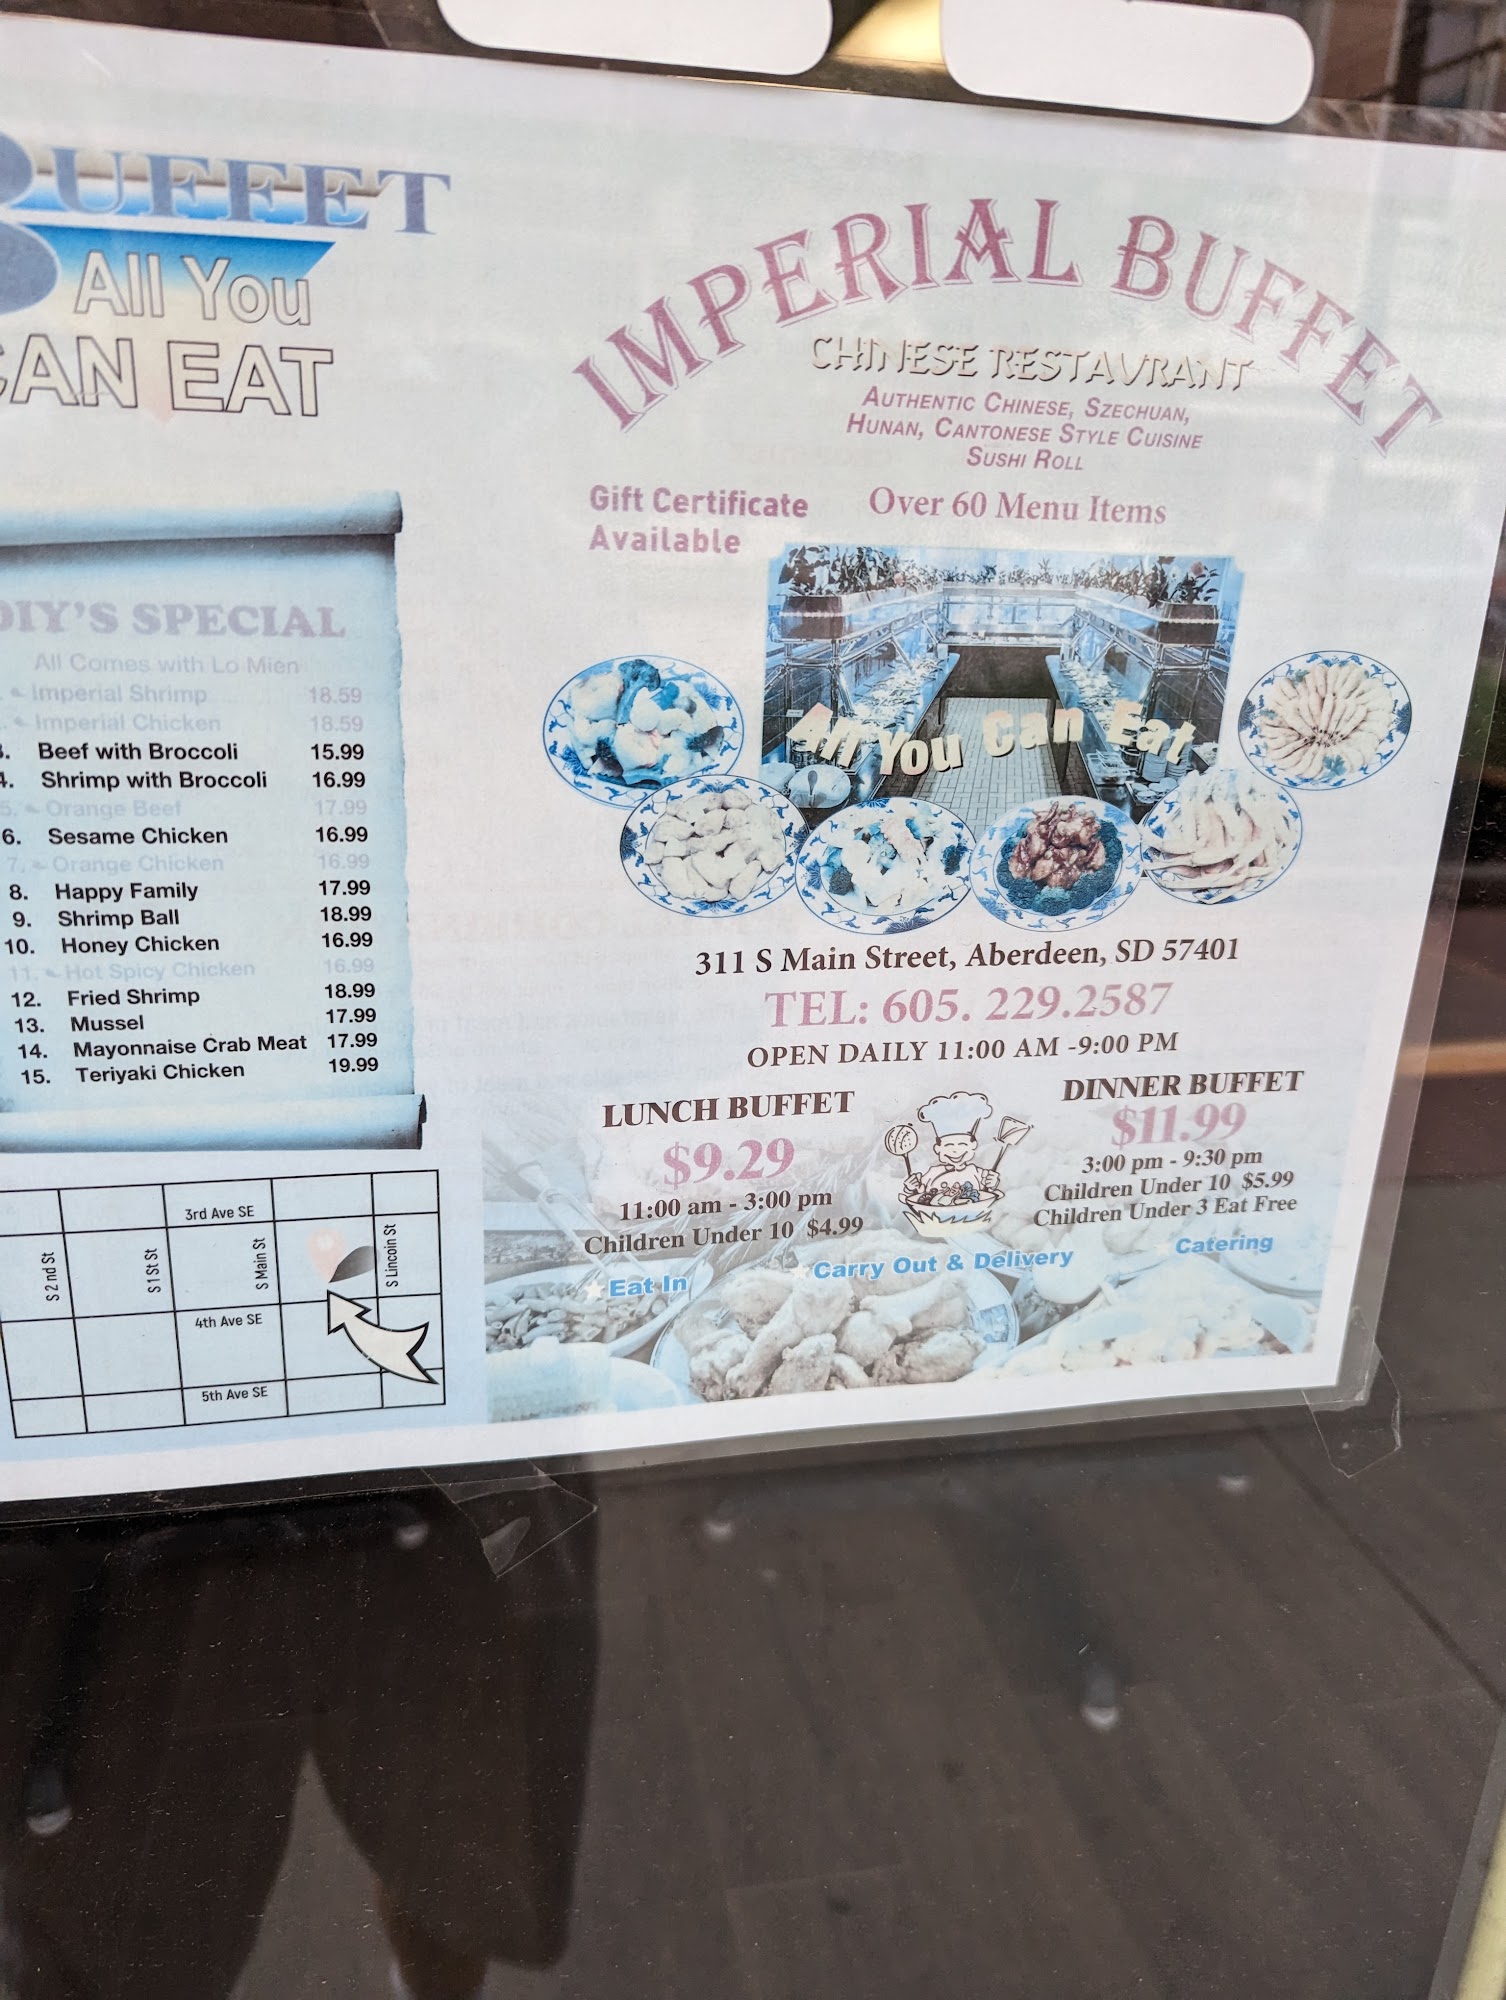 BUFFET
All You
CAN EAT
DIY'S SPECIAL
All Comes with Lo Mien
Imperial Shrimp 18.59
Imperial Chicken 18.59
3. Beef with Broccoli 15.99
4. Shrimp with Broccoli 16.99
5. Orange Beef 17.99
6. Sesame Chicken 16.99
7. Orange Chicken 16.99
8. Happy Family 17.99
9. Shrimp Ball 18.99
10. Honey Chicken 16.99
11. Hot Spicy Chicken 16.99
12. Fried Shrimp 18.99
13. Mussel 17.99
14. Mayonnaise Crab Meat 17.99
15. Teriyaki Chicken 19.99
3rd Ave SE
S 2 nd St
S 1 St St
S Main St
S Lincoin St
4th Ave SE
5th Ave SE
IMPERIAL BUFFET
CHINESE RESTAURANT
AUTHENTIC CHINESE, SZECHUAN,
HUNAN, CANTONESE STYLE CUISINE
SUSHI ROLL
Gift Certificate
Available
Over 60 Menu Items
All You Can Eat
311 S Main Street, Aberdeen, SD 57401
TEL: 605. 229.2587
OPEN DAILY 11:00 AM -9:00 PM
LUNCH BUFFET
$9.29
11:00 am - 3:00 pm
Children Under 10 $4.99
DINNER BUFFET
$11.99
3:00 pm - 9:30 pm
Children Under 10 $5.99
Children Under 3 Eat Free
Eat In
Carry Out & Delivery
Catering